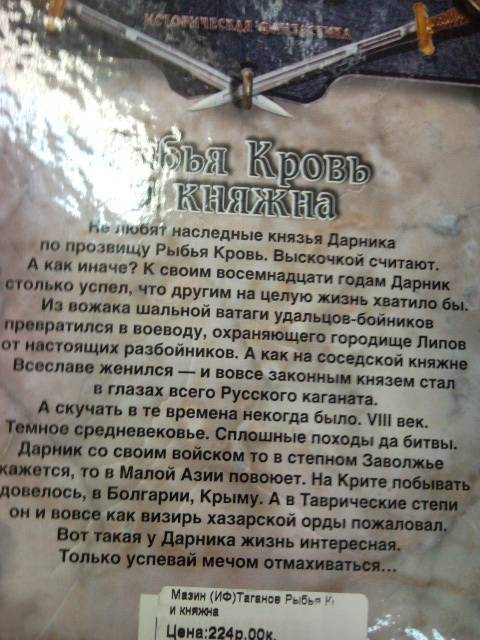 ИСТОРИЧЕСКАЯ ФАНТАСТИКА
Рыбья Кровь
и княжна
Не любят наследные князья Дарника
по прозвищу Рыбья Кровь. Выскочкой считают.
А как иначе? К своим восемнадцати годам Дарник
столько успел, что другим на целую жизнь хватило бы.
Из вожака шальной ватаги удальцов-бойников
превратился в воеводу, охраняющего городище Липов
от настоящих разбойников. А как на соседской княжне
Всеславе женился — и вовсе законным князем стал
в глазах всего Русского каганата.
А скучать в те времена некогда было. VIII век.
Темное средневековье. Сплошные походы да битвы.
Дарник со своим войском то в степном Заволжье
кажется, то в Малой Азии повоюет. На Крите побывать
довелось, в Болгарии, Крыму. А в Таврические степи
он и вовсе как визирь хазарской орды пожаловал.
Вот такая у Дарника жизнь интересная.
Только успевай мечом отмахиваться...
Мазин (ИФ)Таганов Рыбья
и княжна
Цена:224р.00к.